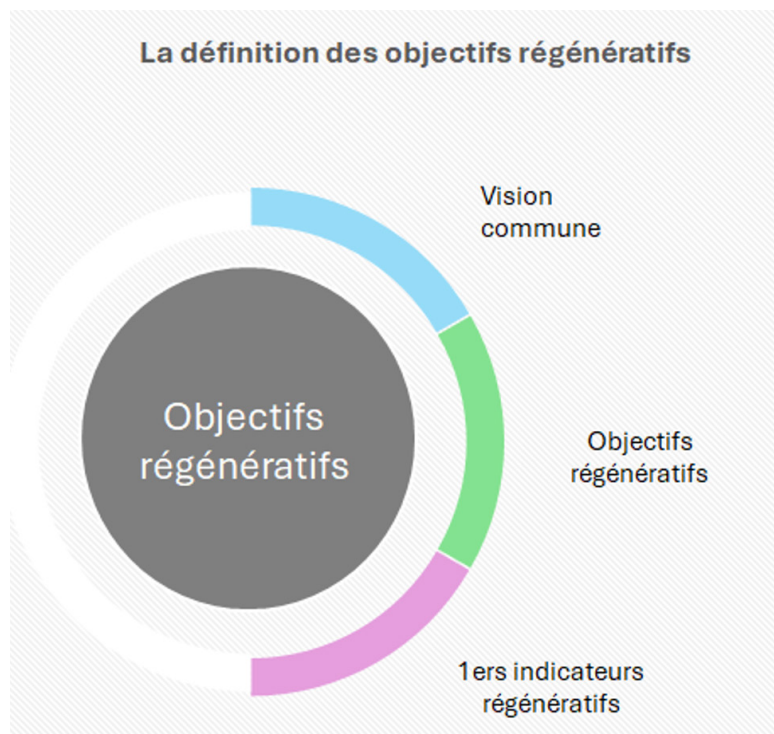 La définition des objectifs régénératifs
Vision
commune
Objectifs
régénératifs
Objectifs
régénératifs
1ers indicateurs
régénératifs